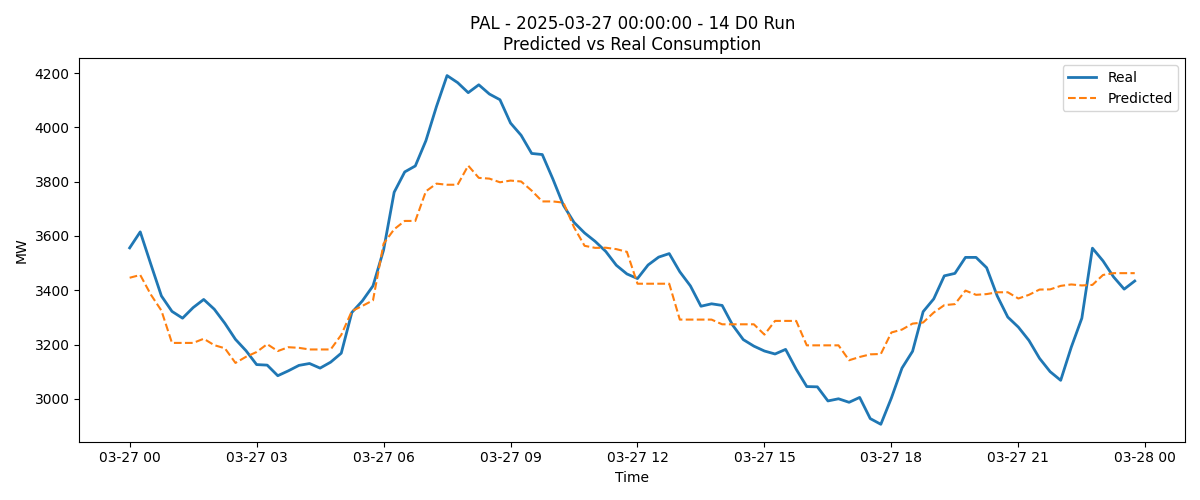 PAL - 2025-03-27 00:00:00 - 14 D0 Run
Predicted vs Real Consumption
Real
Predicted
MW
4200
4000
3800
3600
3400
3200
3000
03-27 00
03-27 03
03-27 06
03-27 09
03-27 12
03-27 15
03-27 18
03-27 21
03-28 00
Time